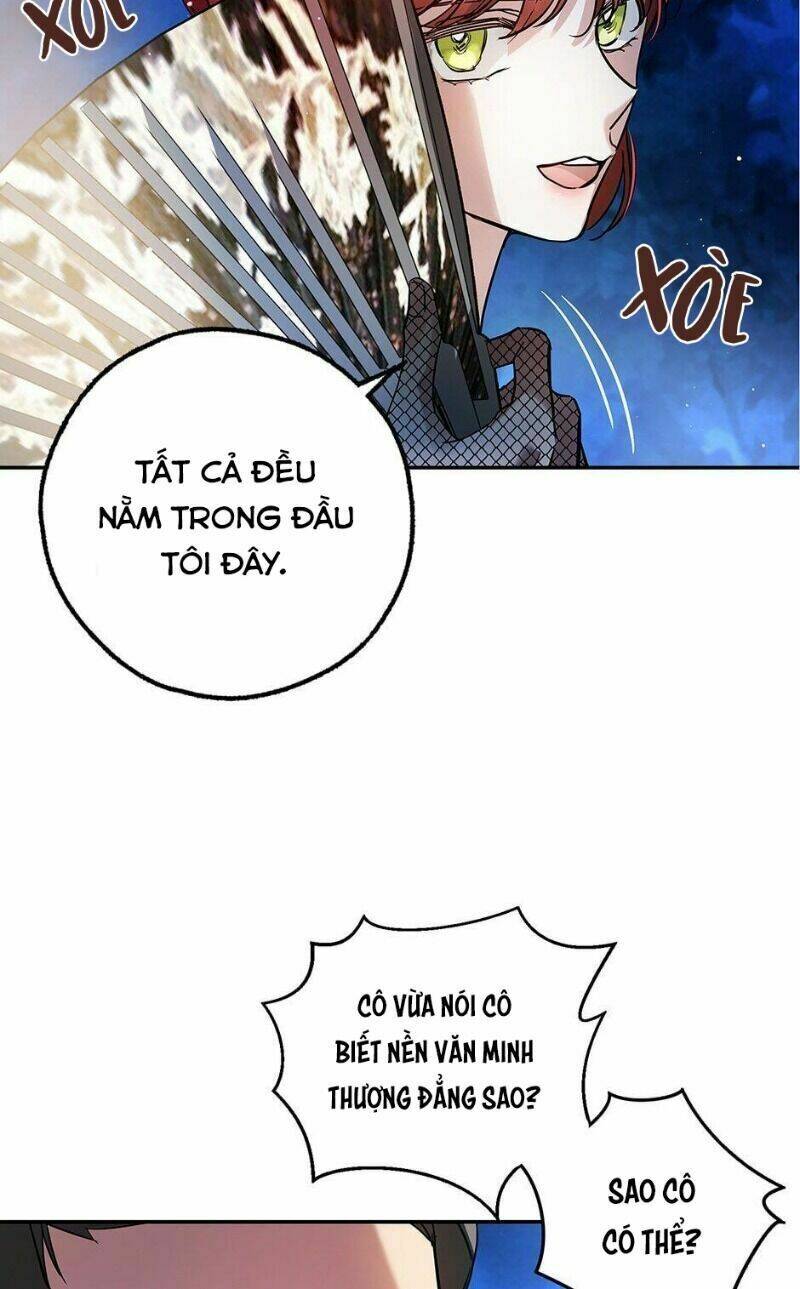 XÒE
XÒE
TẤT CẢ ĐỀU
NẰM TRONG ĐẦU
TÔI ĐÂY.
CÔ VỪA NÓI CÔ
BIẾT NỀN VĂN MINH
THƯỢNG ĐẲNG SAO?
SAO CÔ
CÓ THỂ?